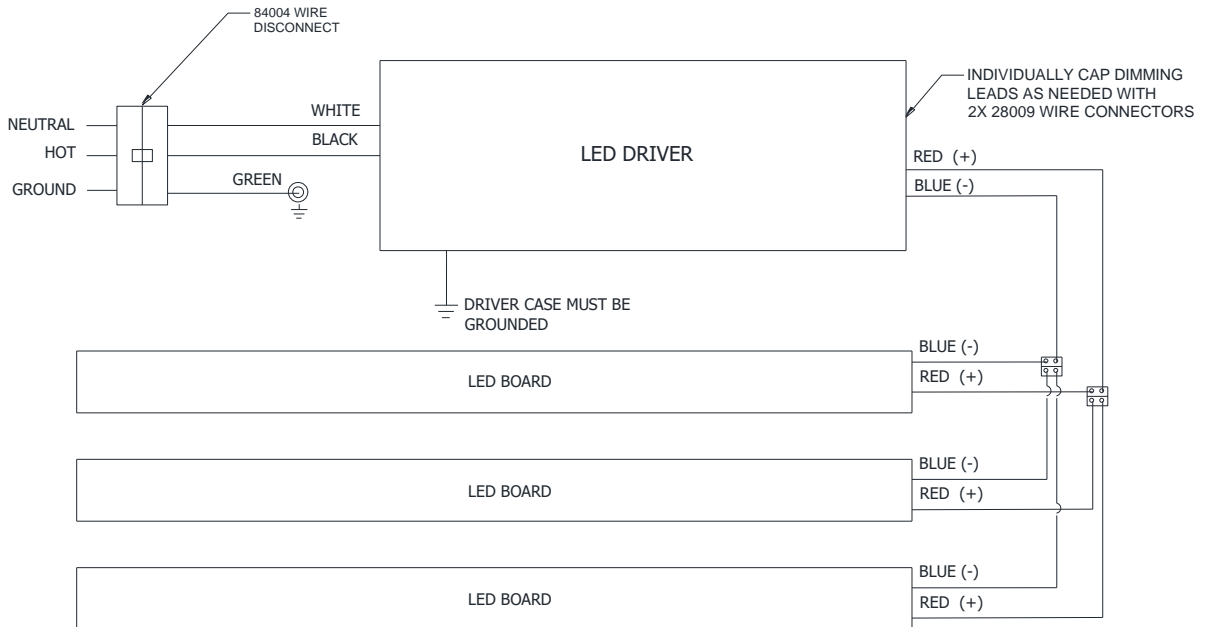 84004 WIRE
DISCONNECT
INDIVIDUALLY CAP DIMMING
LEADS AS NEEDED WITH
2X 28009 WIRE CONNECTORS
NEUTRAL
HOT
GROUND
WHITE
BLACK
GREEN
LED DRIVER
RED (+)
BLUE (-)
DRIVER CASE MUST BE
GROUNDED
LED BOARD
BLUE (-)
RED (+)
LED BOARD
BLUE (-)
RED (+)
LED BOARD
BLUE (-)
RED (+)